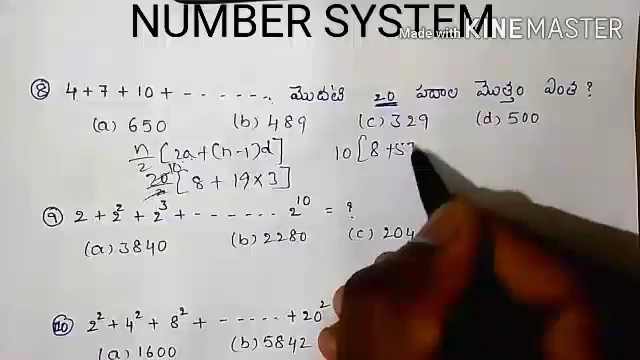 NUMBER SYSTEM
Made with KINEMASTER
⑧ 4 + 7 + 10 + - - - - - - . మొదటి 20 పదాల మొత్తం ఎంత ?
(a) 650 (b) 489 (c) 329 (d) 500
n/2 [2a + (n-1)d] 10 [8 + 57
20/2 10 [8 + 19 × 3]
⑨ 2 + 2² + 2³ + - - - - - - 2¹⁰ = ?
(a) 3840 (b) 2280 (c) 204
⑩ 2² + 4² + 8² + - - - - - + 20²
(a) 1600 (b) 5842